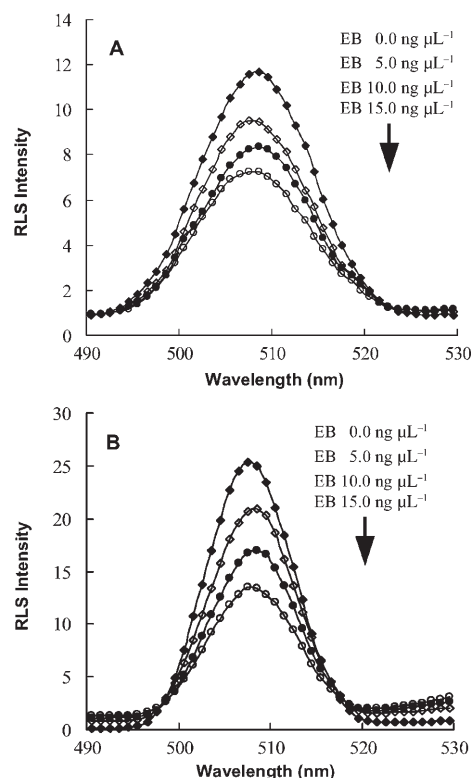 A
EB 0.0 ng µL⁻¹
EB 5.0 ng µL⁻¹
EB 10.0 ng µL⁻¹
EB 15.0 ng µL⁻¹
RLS Intensity
14
12
10
8
6
4
2
0
490 500 510 520 530
Wavelength (nm)
B
EB 0.0 ng µL⁻¹
EB 5.0 ng µL⁻¹
EB 10.0 ng µL⁻¹
EB 15.0 ng µL⁻¹
RLS Intensity
30
25
20
15
10
5
0
490 500 510 520 530
Wavelength (nm)